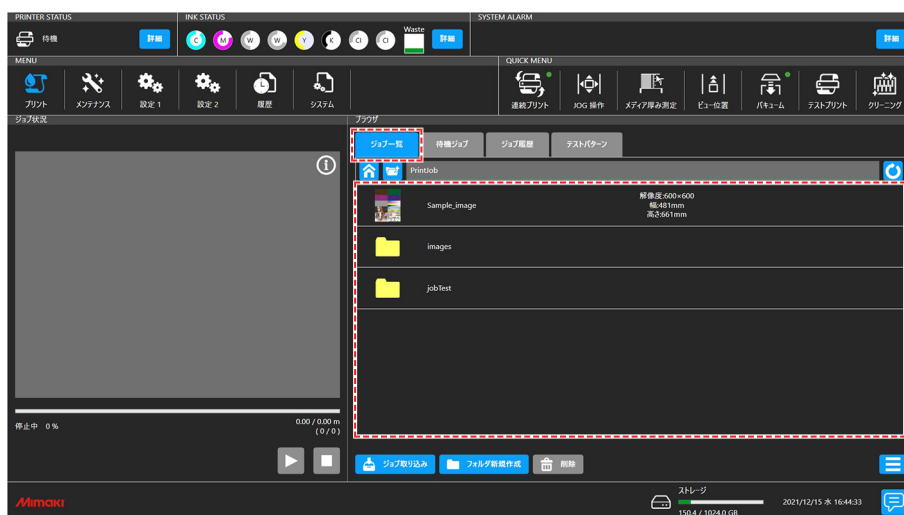 PRINTER STATUS
INK STATUS
SYSTEM ALARM
待機
詳細
C M W W Y K Cl Cl
Waste
詳細
詳細
MENU
QUICK MENU
プリント
メンテナンス
設定 1
設定 2
履歴
システム
連続プリント
JOG 操作
メディア厚み測定
ビュー位置
バキューム
テストプリント
クリーニング
ジョブ状況
ブラウザ
ジョブ一覧
待機ジョブ
ジョブ履歴
テストパターン
PrintJob
Sample_image
解像度:600×600
幅:481mm
高さ:661mm
images
jobTest
停止中 0 %
0.00 / 0.00 m
( 0 / 0 )
ジョブ取り込み
フォルダ新規作成
削除
Mimaki
ストレージ
150.4 / 1024.0 GB
2021/12/15 水 16:44:33